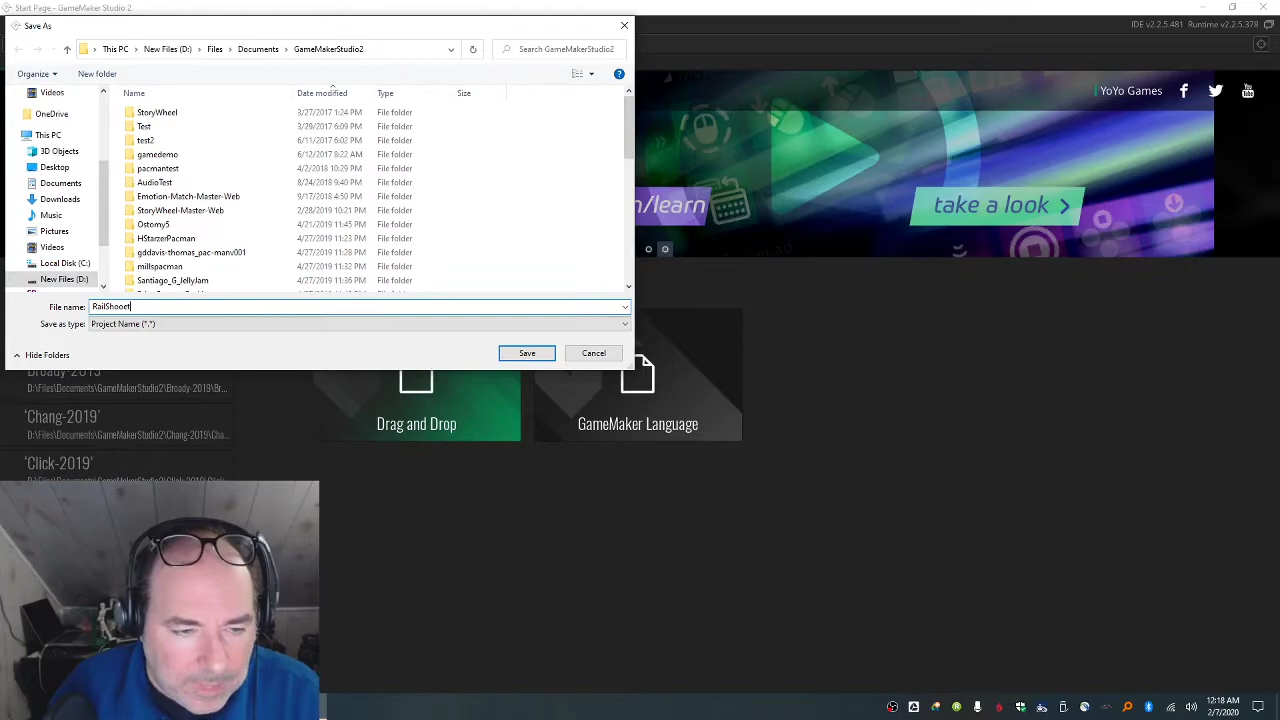 Start Page - GameMaker Studio 2
Save As
IDE v2.2.5.481 Runtime v2.2.5.378
This PC > New Files (D:) > Files > Documents > GameMakerStudio2
Search GameMakerStudio2
Organize
New folder
YoYo Games
Name Date modified Type Size
Videos
OneDrive
This PC
3D Objects
Desktop
Documents
Downloads
Music
Pictures
Videos
Local Disk (C:)
New Files (D:)
StoryWheel 3/27/2017 1:24 PM File folder
Test 3/29/2017 6:09 PM File folder
test2 6/11/2017 6:02 PM File folder
gamedemo 6/12/2017 8:22 AM File folder
pacmantest 4/2/2018 10:29 PM File folder
AudioTest 8/24/2018 9:40 PM File folder
Emotion-Match-Master-Web 9/17/2018 4:50 PM File folder
StoryWheel-Master-Web 2/28/2019 10:21 PM File folder
Ostomy5 4/21/2019 11:45 PM File folder
HStarzerPacman 4/27/2019 11:23 PM File folder
gddavis-thomas_pac-manv001 4/27/2019 11:28 PM File folder
millspacman 4/27/2019 11:32 PM File folder
Santiago_G_JellyJam 4/27/2019 11:36 PM File folder
n/learn
take a look
File name: RailShooet
Save as type: Project Name (*.*)
Hide Folders
Save
Cancel
Bready-2019
D:\Files\Documents\GameMakerStudio2\Bready-2019\Br...
'Chang-2019'
D:\Files\Documents\GameMakerStudio2\Chang-2019\Cha...
'Click-2019'
D:\Files\Documents\GameMakerStudio2\Click-2019\Click...
Drag and Drop
GameMaker Language
12:18 AM
2/7/2020